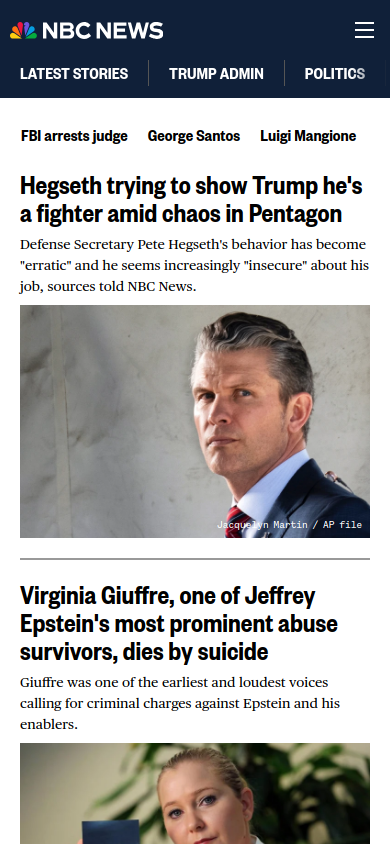 NBC NEWS
LATEST STORIES
TRUMP ADMIN
POLITICS
FBI arrests judge
George Santos
Luigi Mangione
Hegseth trying to show Trump he's
a fighter amid chaos in Pentagon
Defense Secretary Pete Hegseth's behavior has become
"erratic" and he seems increasingly "insecure" about his
job, sources told NBC News.
Jacquelyn Martin / AP file
Virginia Giuffre, one of Jeffrey
Epstein's most prominent abuse
survivors, dies by suicide
Giuffre was one of the earliest and loudest voices
calling for criminal charges against Epstein and his
enablers.